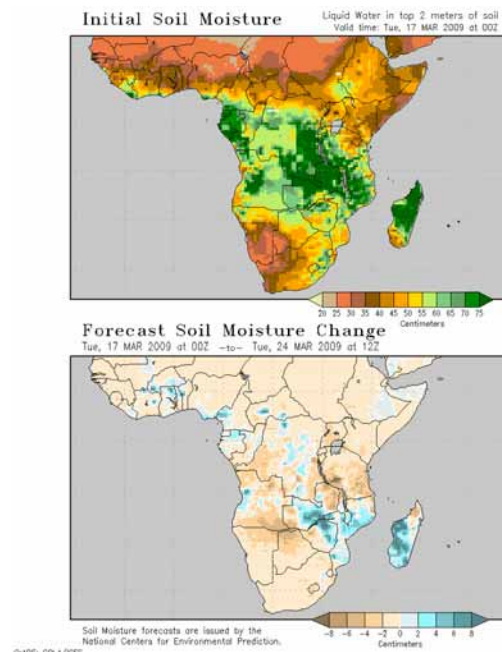 Initial Soil Moisture
Liquid Water in top 2 meters of soil
Valid time: Tue, 17 MAR 2009 at 00Z
20 25 30 35 40 45 50 55 60 65 70 75
Centimeters
Forecast Soil Moisture Change
Tue, 17 MAR 2009 at 00Z —to— Tue, 24 MAR 2009 at 12Z
Soil Moisture forecasts are issued by the
National Centers for Environmental Prediction.
-8 -6 -4 -2 0 2 4 6 8
Centimeters